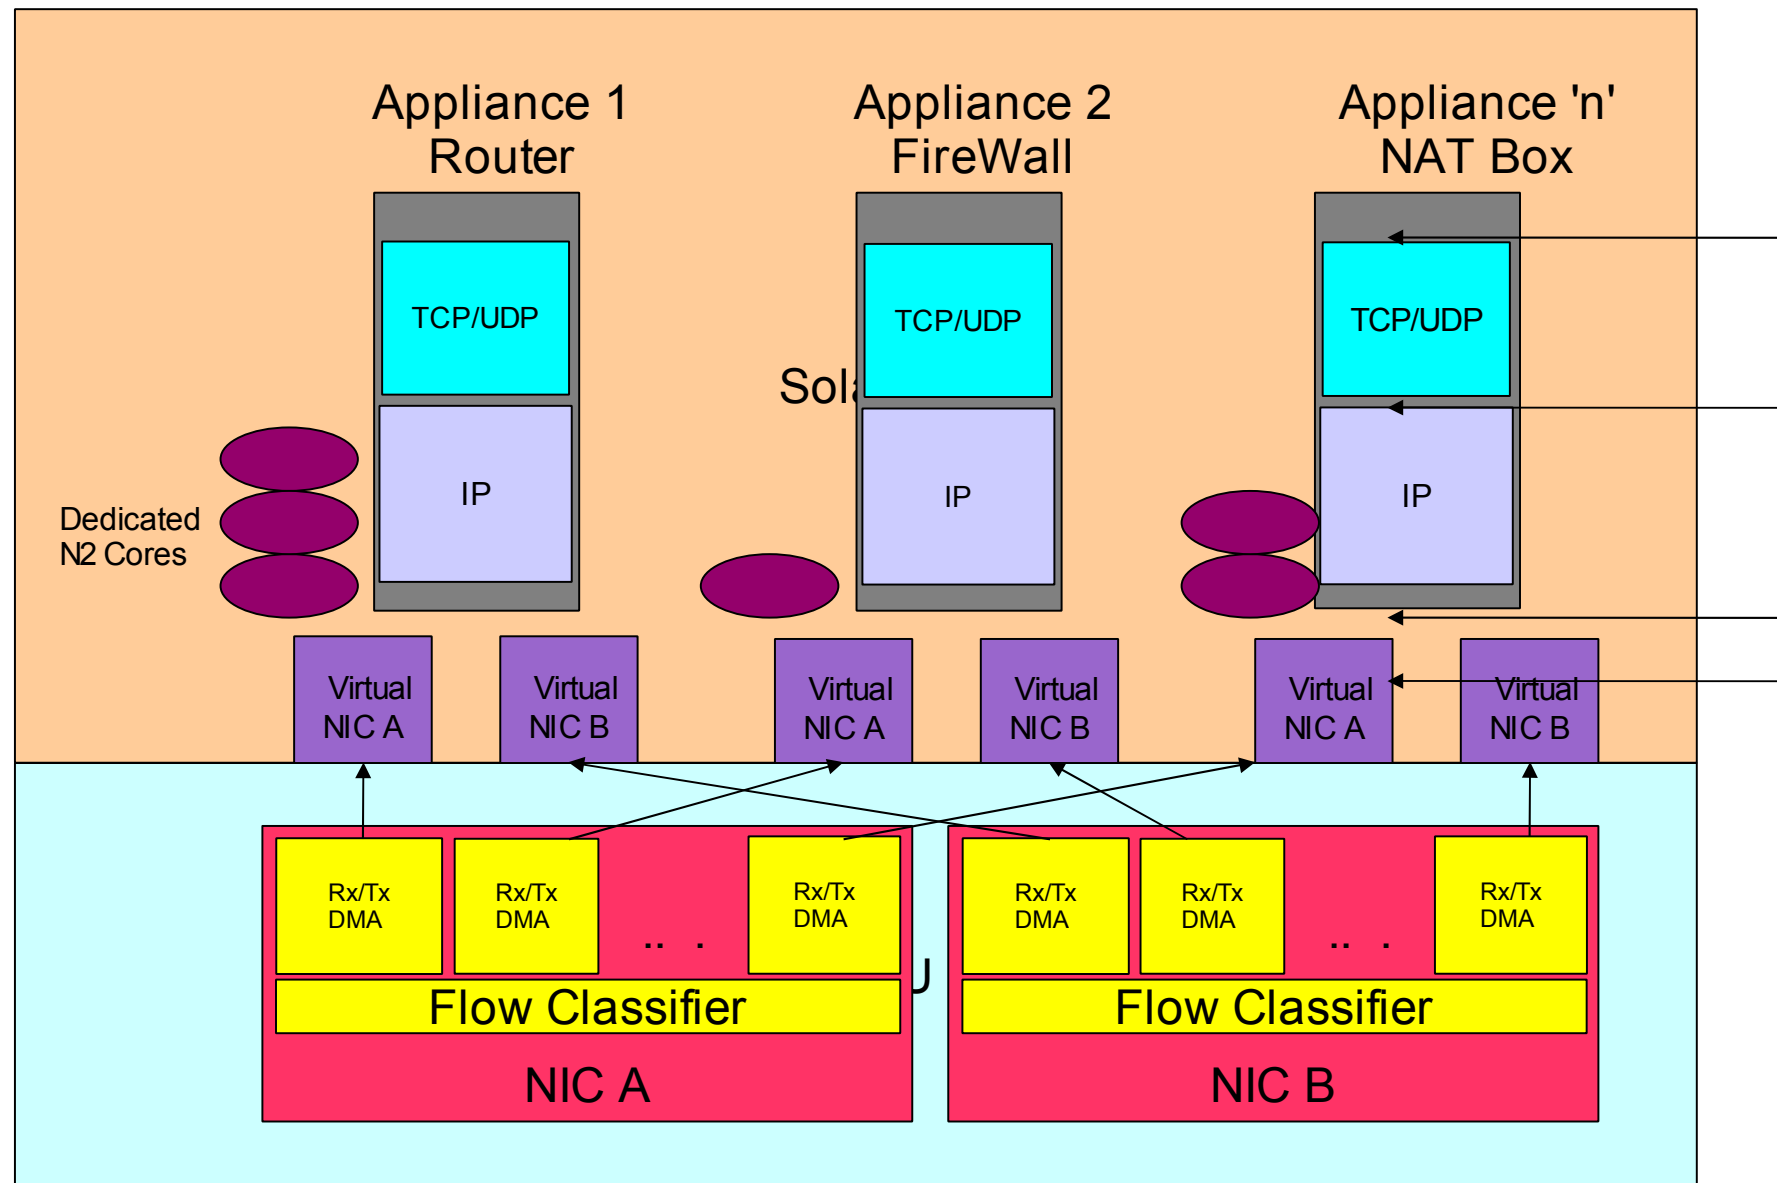 Appliance 1
Router
Appliance 2
FireWall
Appliance 'n'
NAT Box
TCP/UDP
TCP/UDP
TCP/UDP
IP
IP
IP
Dedicated
N2 Cores
Virtual
NIC A
Virtual
NIC B
Virtual
NIC A
Virtual
NIC B
Virtual
NIC A
Virtual
NIC B
Rx/Tx
DMA
Rx/Tx
DMA
.. .
Rx/Tx
DMA
Rx/Tx
DMA
Rx/Tx
DMA
.. .
Rx/Tx
DMA
Flow Classifier
Flow Classifier
NIC A
NIC B